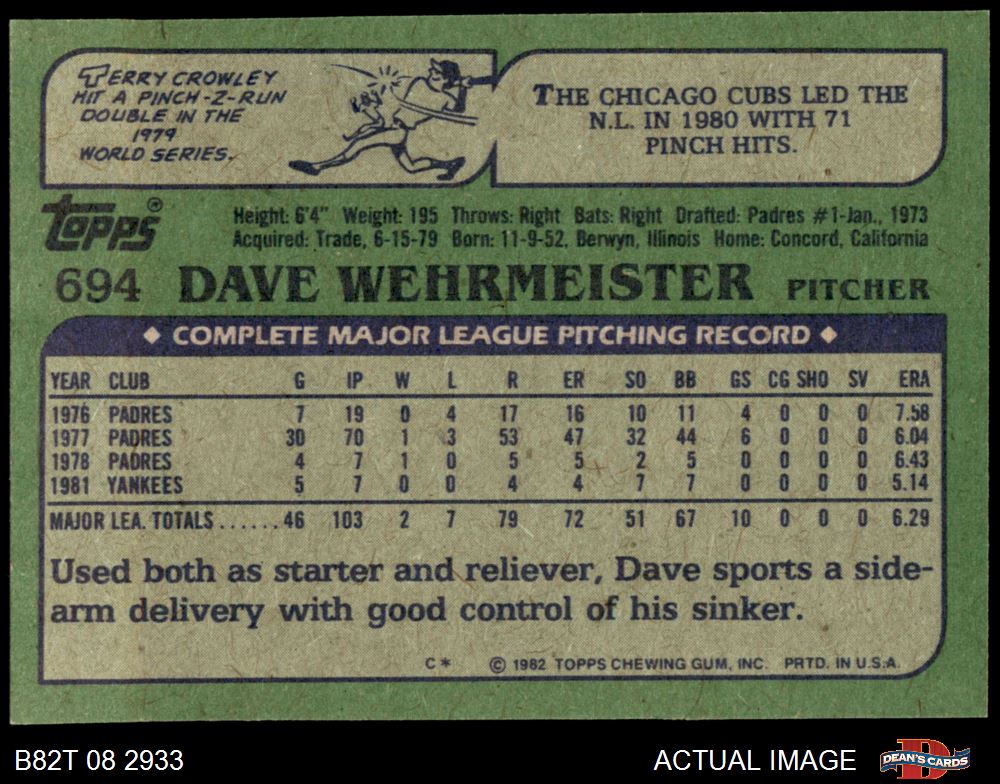 TERRY CROWLEY
HIT A PINCH-2-RUN
DOUBLE IN THE
1979
WORLD SERIES.
THE CHICAGO CUBS LED THE
N.L. IN 1980 WITH 71
PINCH HITS.
TOPPS®
Height: 6'4" Weight: 195 Throws: Right Bats: Right Drafted: Padres #1-Jan., 1973
Acquired: Trade, 6-15-79 Born: 11-9-52, Berwyn, Illinois Home: Concord, California
694 DAVE WEHRMEISTER PITCHER
◆ COMPLETE MAJOR LEAGUE PITCHING RECORD ◆
YEAR CLUB G IP W L R ER SO BB GS CG SHO SV ERA
1976 PADRES 7 19 0 4 17 16 10 11 4 0 0 0 7.58
1977 PADRES 30 70 1 3 53 47 32 44 6 0 0 0 6.04
1978 PADRES 4 7 1 0 5 5 2 5 0 0 0 0 6.43
1981 YANKEES 5 7 0 0 4 4 7 7 0 0 0 0 5.14
MAJOR LEA. TOTALS......46 103 2 7 79 72 51 67 10 0 0 0 6.29
Used both as starter and reliever, Dave sports a side-
arm delivery with good control of his sinker.
C* © 1982 TOPPS CHEWING GUM, INC. PRTD. IN U.S.A.
B82T 08 2933 ACTUAL IMAGE D DEAN'S CARDS